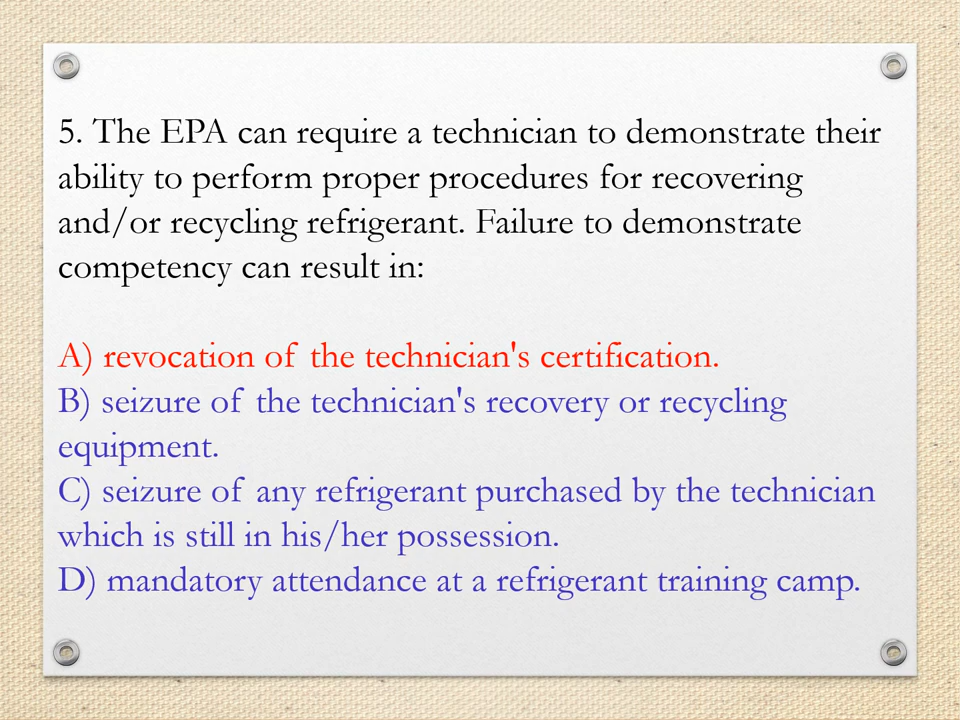 5. The EPA can require a technician to demonstrate their
ability to perform proper procedures for recovering
and/or recycling refrigerant. Failure to demonstrate
competency can result in:
A) revocation of the technician's certification.
B) seizure of the technician's recovery or recycling
equipment.
C) seizure of any refrigerant purchased by the technician
which is still in his/her possession.
D) mandatory attendance at a refrigerant training camp.